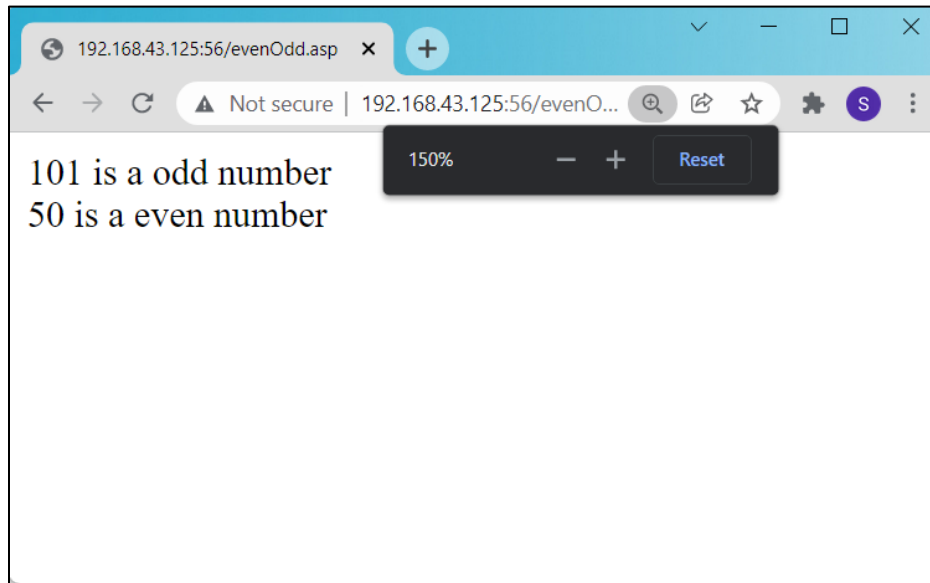 192.168.43.125:56/evenOdd.asp
Not secure | 192.168.43.125:56/evenO...
S
150%
Reset
101 is a odd number
50 is a even number